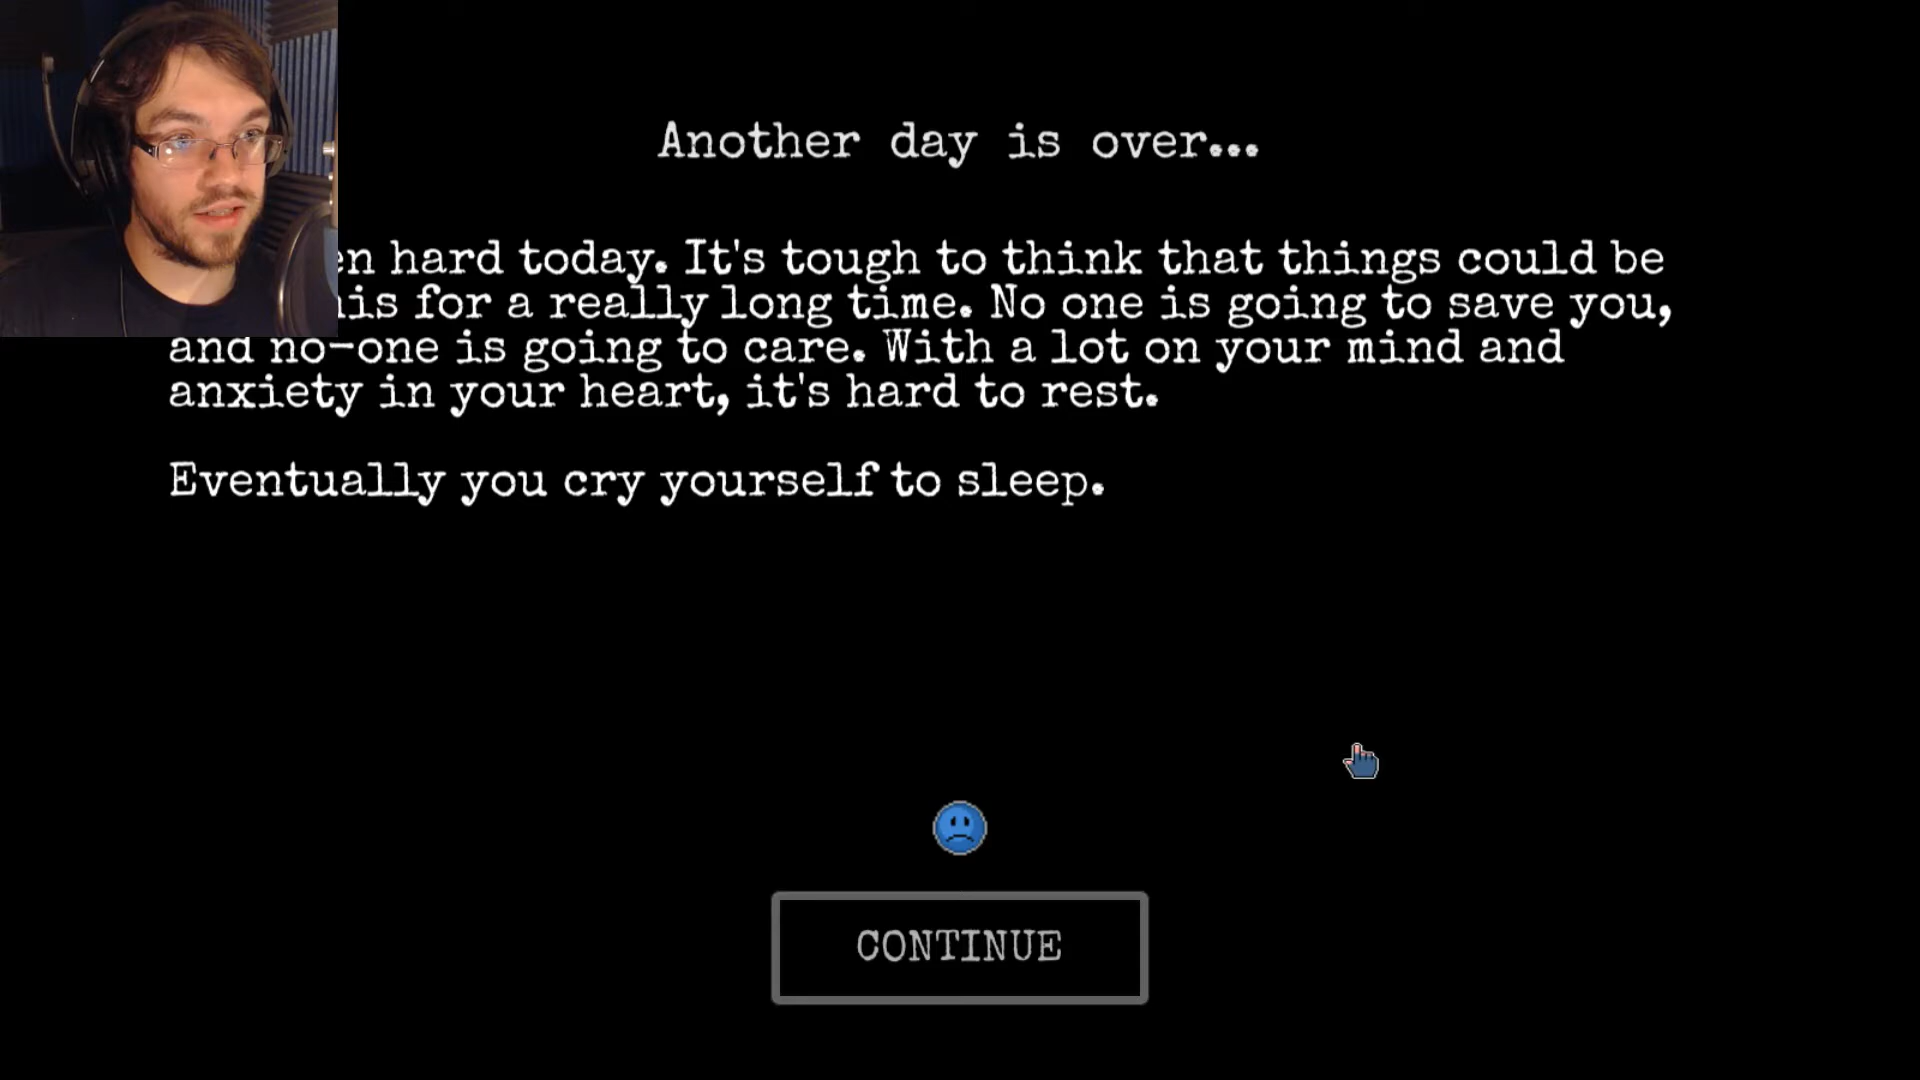 Another day is over...
hard today. It's tough to think that things could be
for a really long time. No one is going to save you,
and no-one is going to care. With a lot on your mind and
anxiety in your heart, it's hard to rest.
Eventually you cry yourself to sleep.
CONTINUE